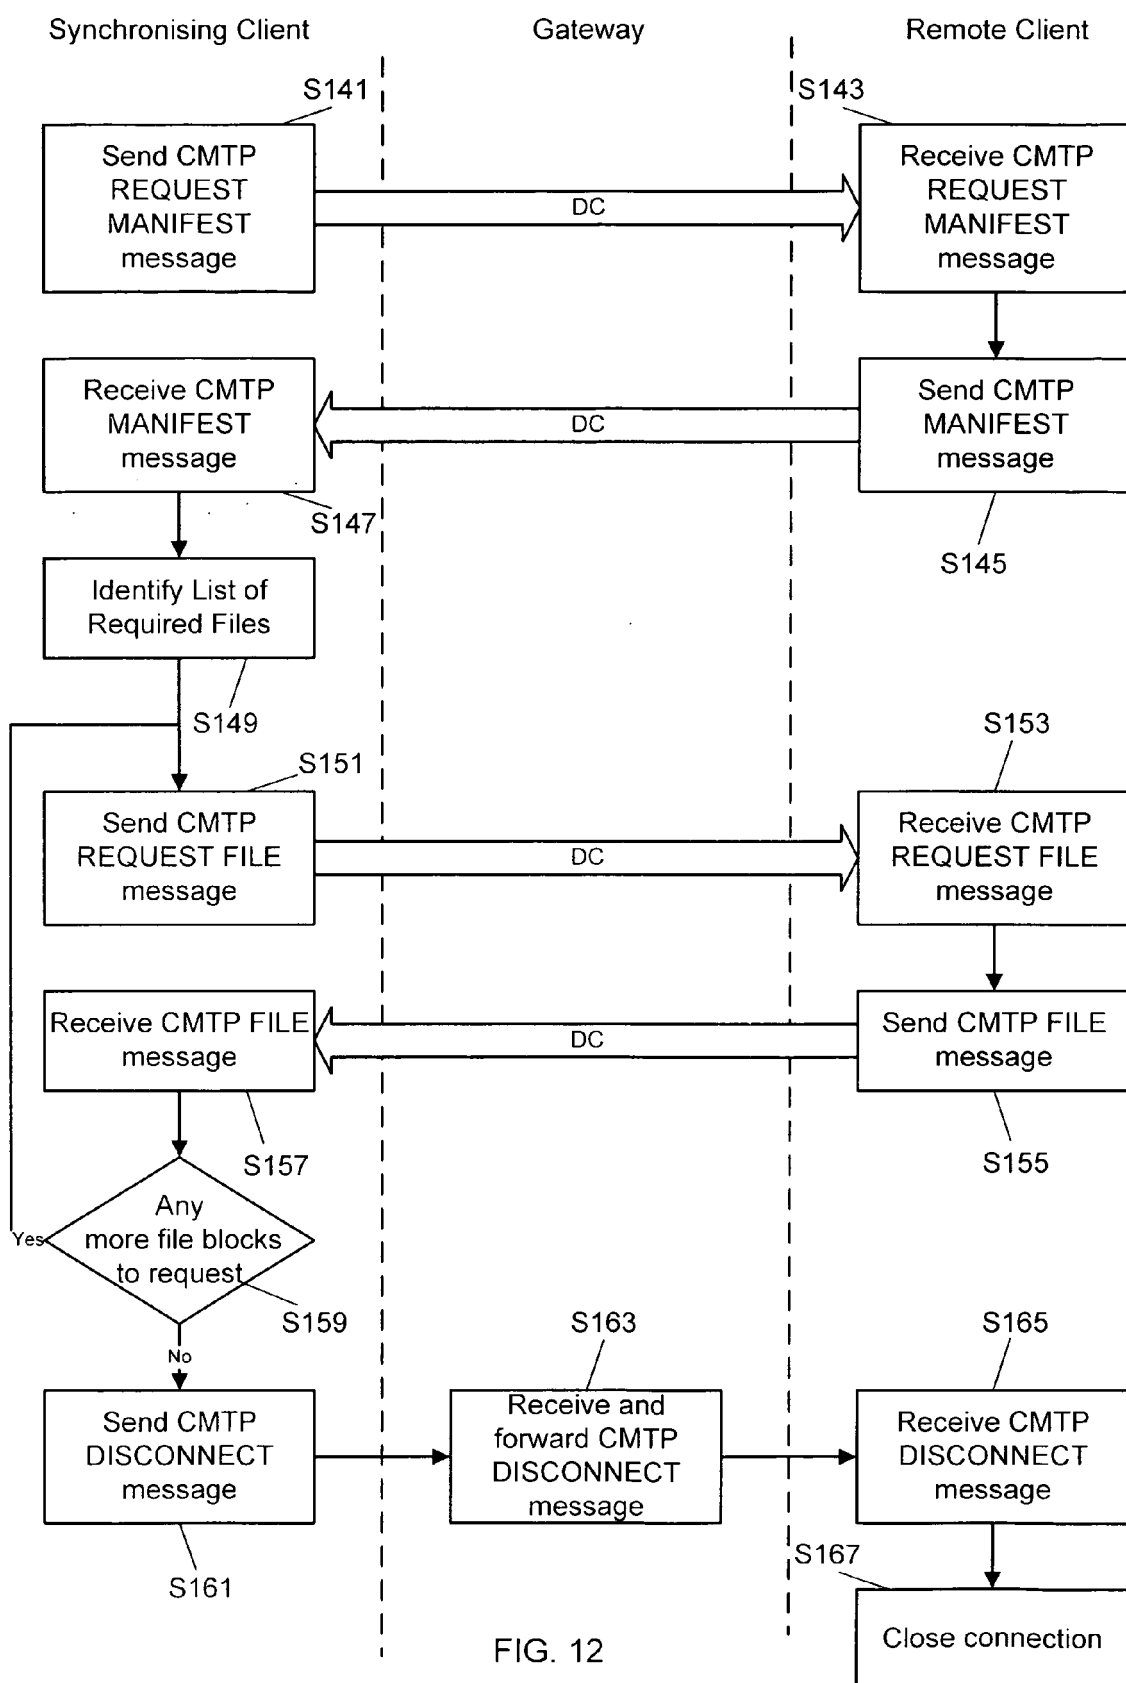 Synchronising Client
Gateway
Remote Client
S141
S143
Send CMTP
REQUEST
MANIFEST
message
DC
Receive CMTP
REQUEST
MANIFEST
message
Receive CMTP
MANIFEST
message
DC
Send CMTP
MANIFEST
message
S147
S145
Identify List of
Required Files
S149
S153
S151
Send CMTP
REQUEST FILE
message
DC
Receive CMTP
REQUEST FILE
message
Receive CMTP FILE
message
DC
Send CMTP FILE
message
S157
S155
Any
more file blocks
to request
Yes
S159
S163
S165
No
Send CMTP
DISCONNECT
message
Receive and
forward CMTP
DISCONNECT
message
Receive CMTP
DISCONNECT
message
S161
S167
Close connection
FIG. 12